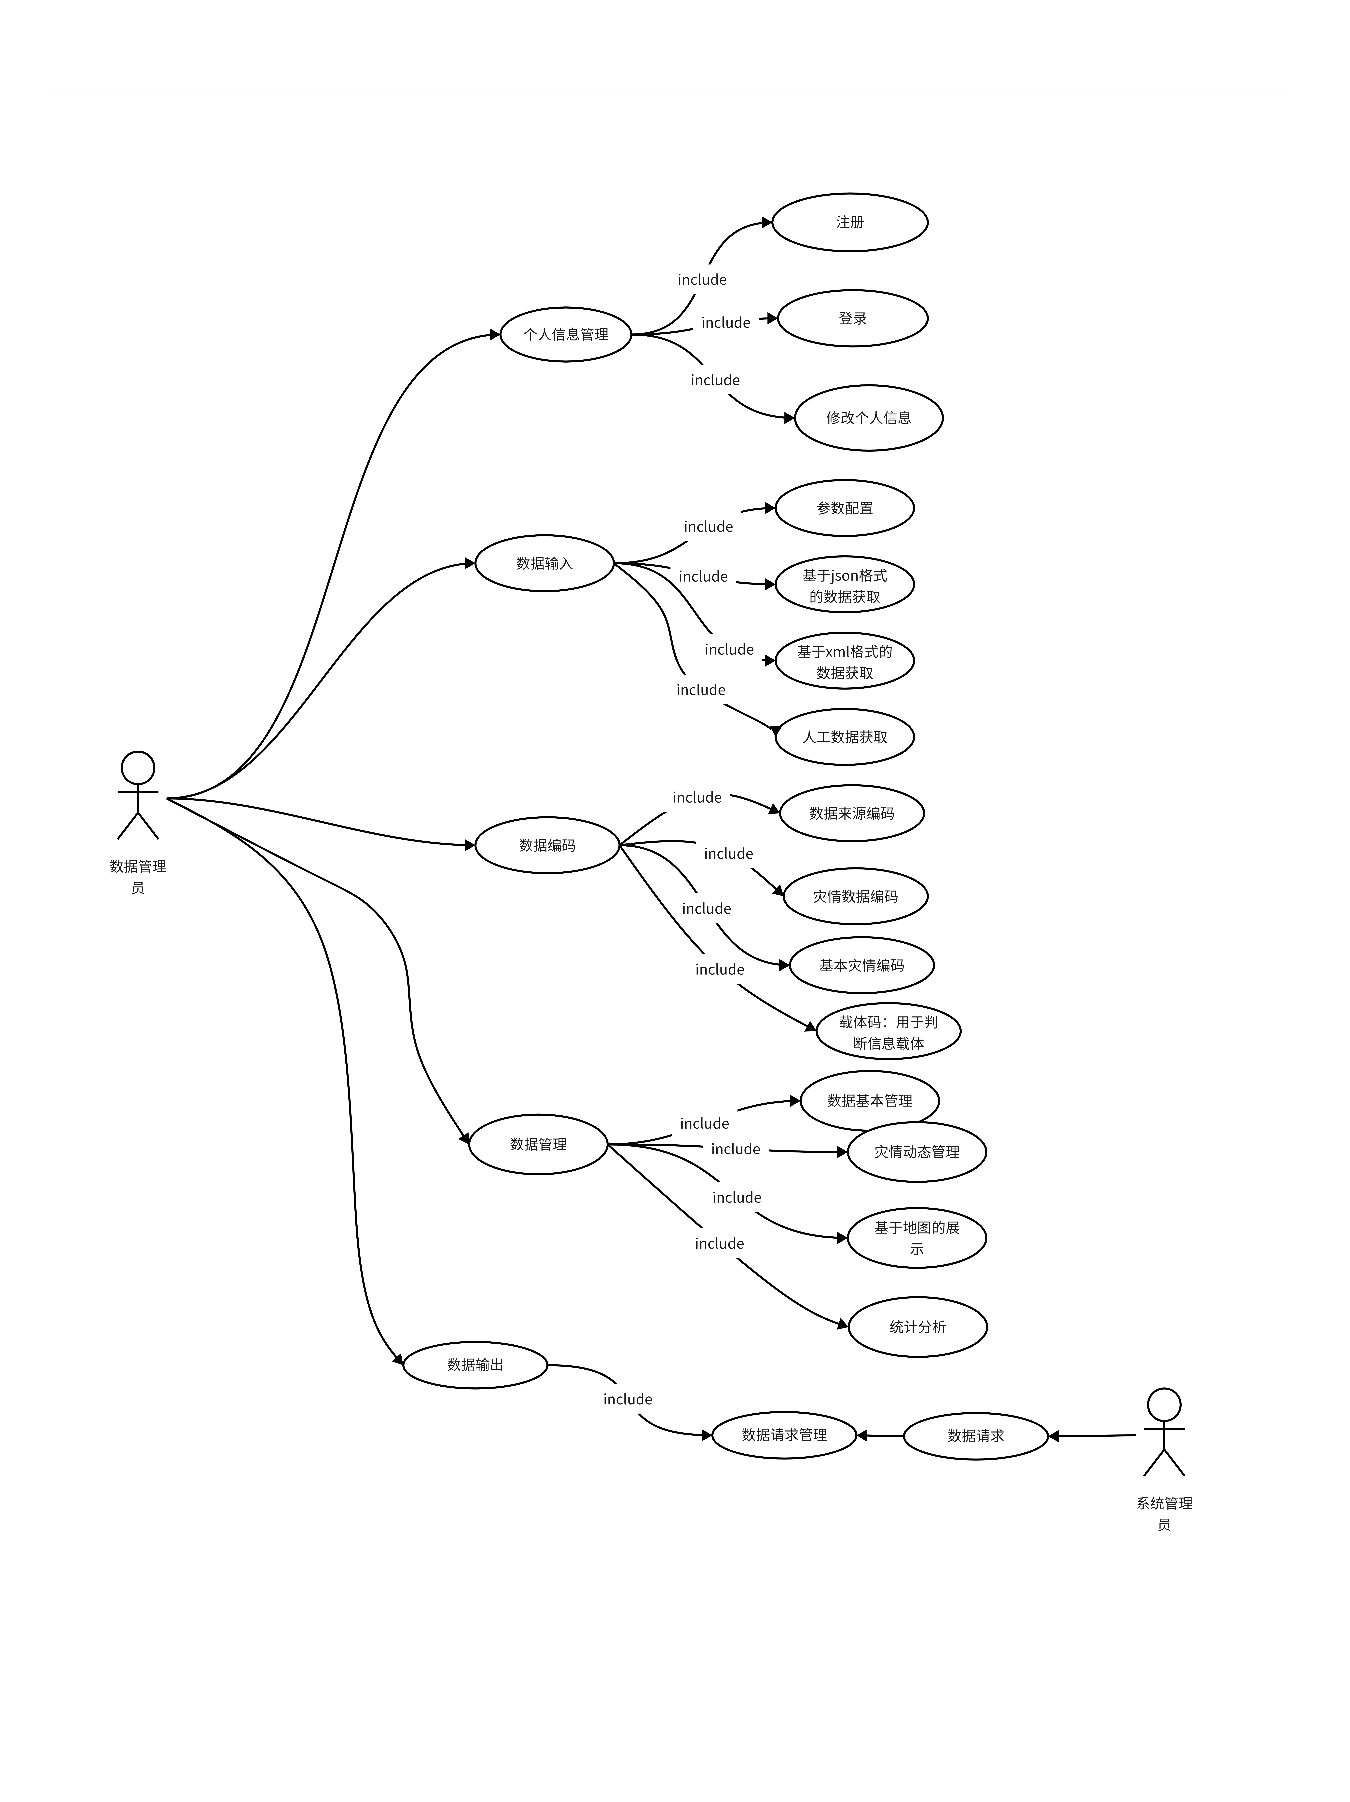 注册
include
个人信息管理
include
登录
include
修改个人信息
参数配置
include
数据输入
include
基于json格式
的数据获取
include
基于xml格式的
数据获取
include
人工数据获取
数据管理
员
include
数据来源编码
数据编码
include
灾情数据编码
include
基本灾情编码
include
载体码：用于判
断信息载体
数据基本管理
include
数据管理
include
灾情动态管理
include
基于地图的展
示
include
统计分析
数据输出
include
数据请求管理
数据请求
系统管理
员